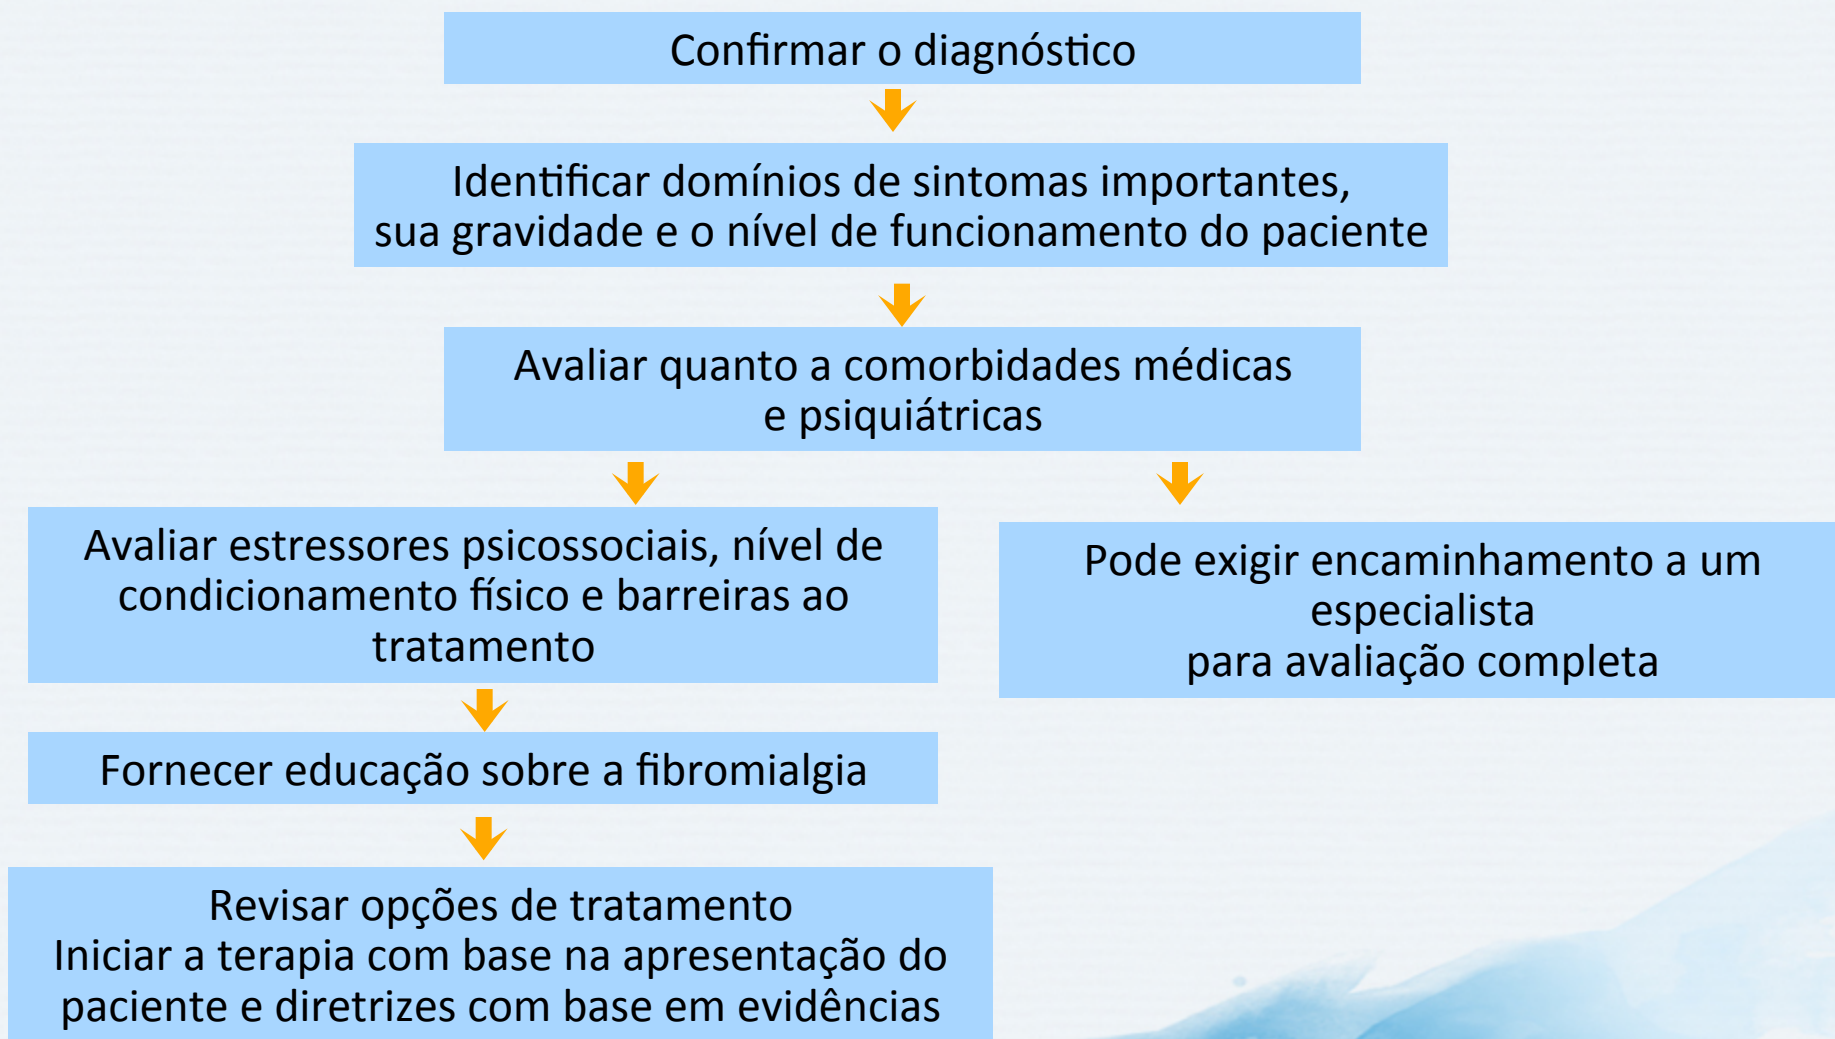 Confirmar o diagnóstico
Identificar domínios de sintomas importantes,
sua gravidade e o nível de funcionamento do paciente
Avaliar quanto a comorbidades médicas
e psiquiátricas
Avaliar estressores psicossociais, nível de
condicionamento físico e barreiras ao
tratamento
Pode exigir encaminhamento a um
especialista
para avaliação completa
Fornecer educação sobre a fibromialgia
Revisar opções de tratamento
Iniciar a terapia com base na apresentação do
paciente e diretrizes com base em evidências